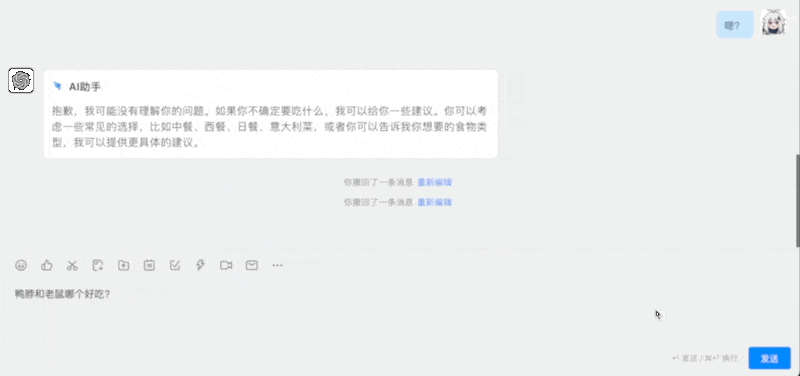 嗯？
AI助手
抱歉，我可能没有理解你的问题。如果你不确定要吃什么，我可以给你一些建议。你可以考
虑一些常见的选择，比如中餐、西餐、日餐、意大利菜，或者你可以告诉我你想要的食物类
型，我可以提供更具体的建议。
你撤回了一条消息 重新编辑
你撤回了一条消息 重新编辑
鸭脖和老鼠哪个好吃?
↵ 发送 / ⌘↵ 换行
发送